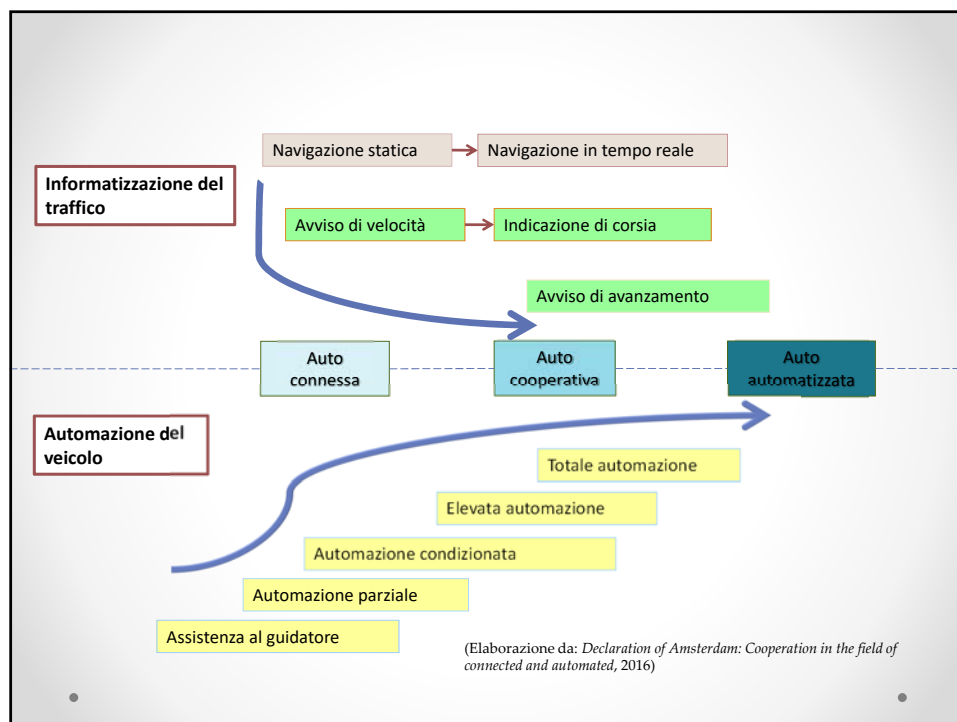 Navigazione statica
Navigazione in tempo reale
Informatizzazione del
traffico
Avviso di velocità
Indicazione di corsia
Avviso di avanzamento
Auto
connessa
Auto
cooperativa
Auto
automatizzata
Automazione del
veicolo
Totale automazione
Elevata automazione
Automazione condizionata
Automazione parziale
Assistenza al guidatore
(Elaborazione da: Declaration of Amsterdam: Cooperation in the field of
connected and automated, 2016)